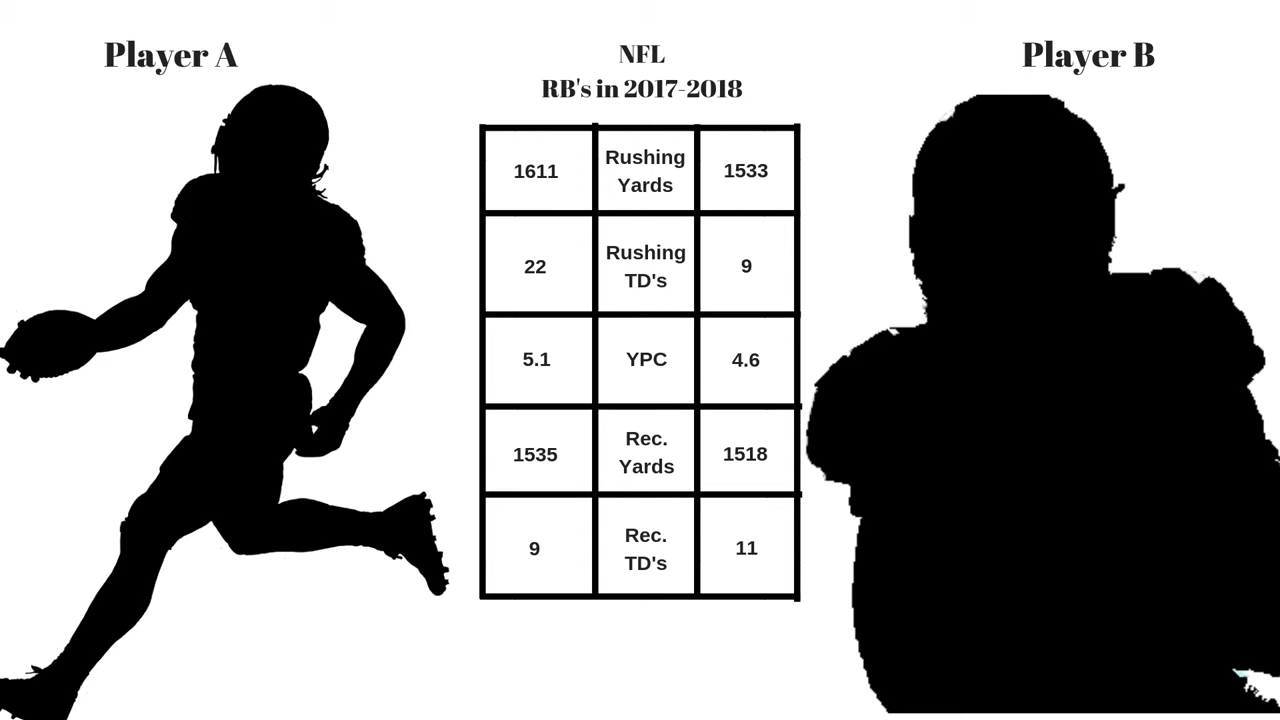 Player A
NFL
RB's in 2017-2018
Player B
1611
Rushing
Yards
1533
22
Rushing
TD's
9
5.1
YPC
4.6
1535
Rec.
Yards
1518
9
Rec.
TD's
11